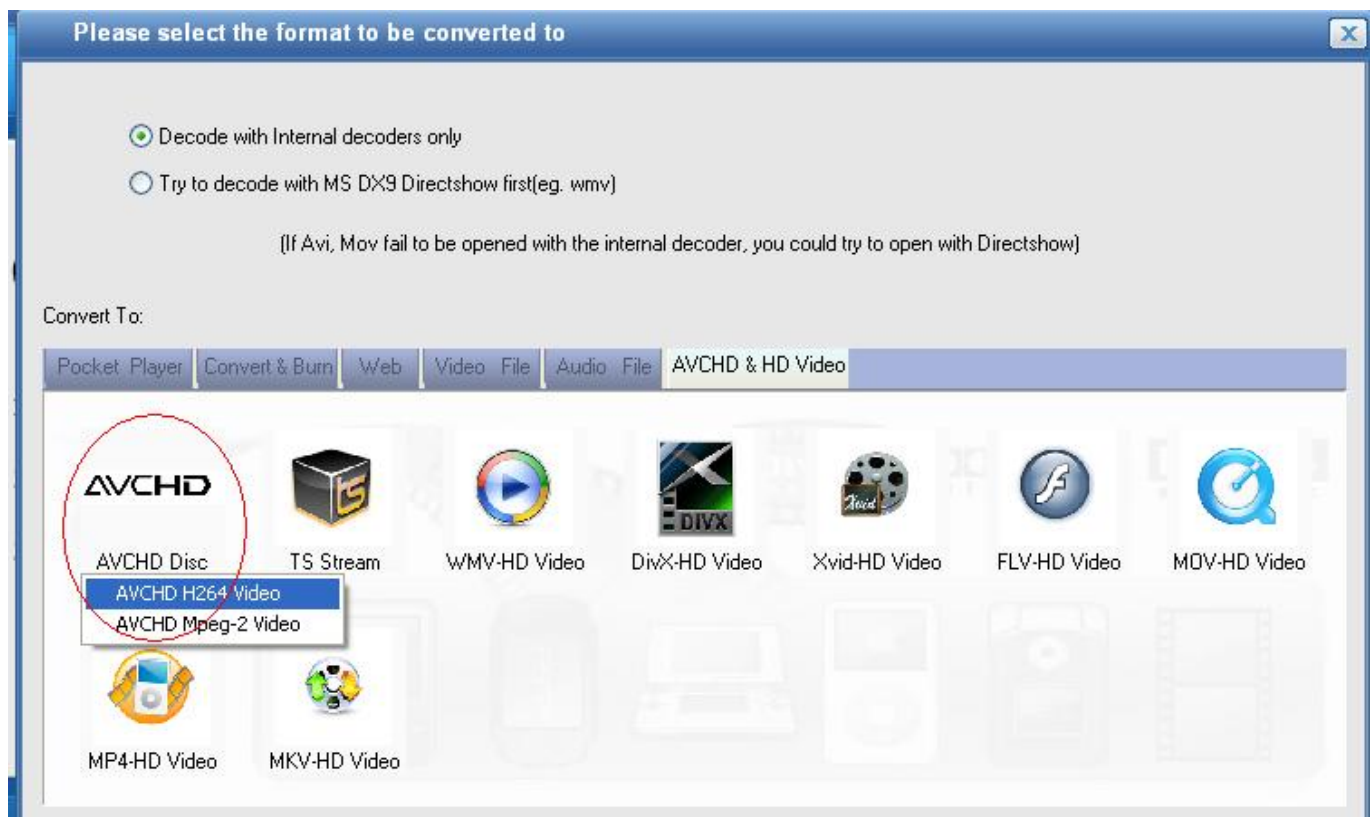 Please select the format to be converted to
Decode with Internal decoders only
Try to decode with MS DX9 Directshow first(eg. wmv)
(If Avi, Mov fail to be opened with the internal decoder, you could try to open with Directshow)
Convert To:
Pocket Player Convert & Burn Web Video File Audio File AVCHD & HD Video
AVCHD TS DIVX Xvid
AVCHD Disc TS Stream WMV-HD Video DivX-HD Video Xvid-HD Video FLV-HD Video MOV-HD Video
AVCHD H264 Video
AVCHD Mpeg-2 Video
MP4-HD Video MKV-HD Video